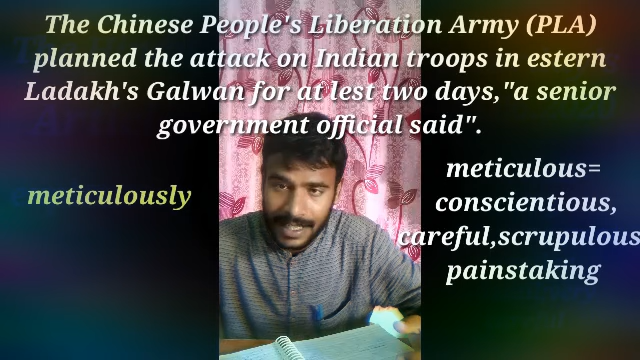 The Chinese People's Liberation Army (PLA)
planned the attack on Indian troops in estern
Ladakh's Galwan for at lest two days,"a senior
government official said".
meticulously
meticulous=
conscientious,
careful,scrupulous
painstaking